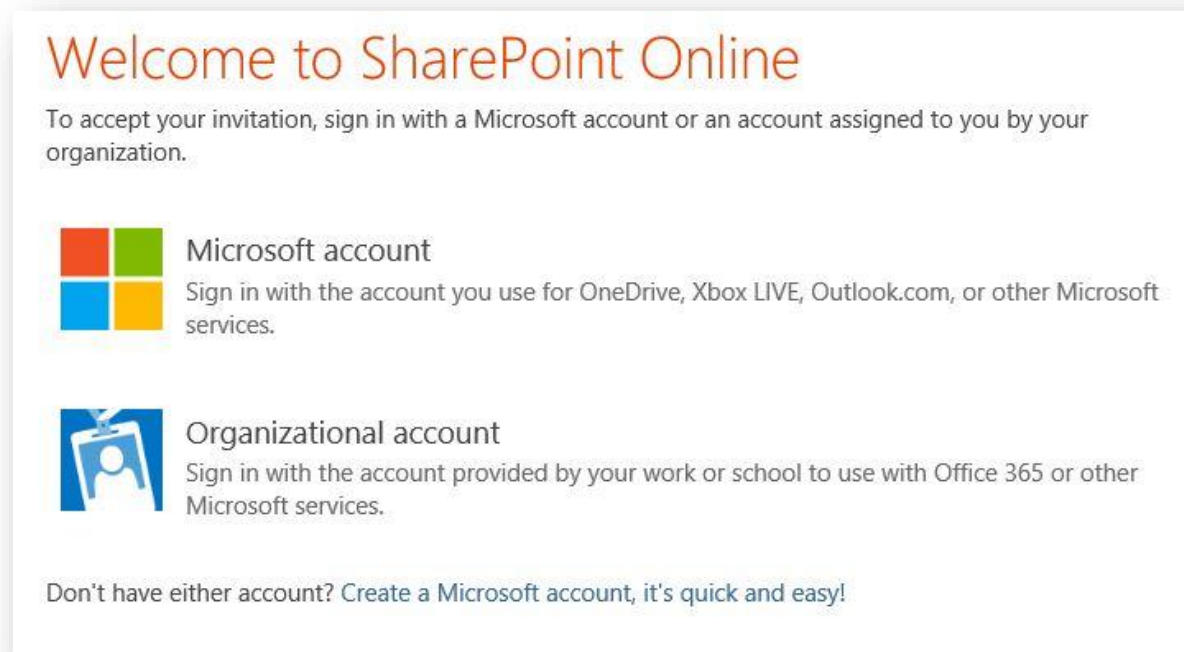 Welcome to SharePoint Online
To accept your invitation, sign in with a Microsoft account or an account assigned to you by your
organization.
Microsoft account
Sign in with the account you use for OneDrive, Xbox LIVE, Outlook.com, or other Microsoft
services.
Organizational account
Sign in with the account provided by your work or school to use with Office 365 or other
Microsoft services.
Don't have either account? Create a Microsoft account, it's quick and easy!